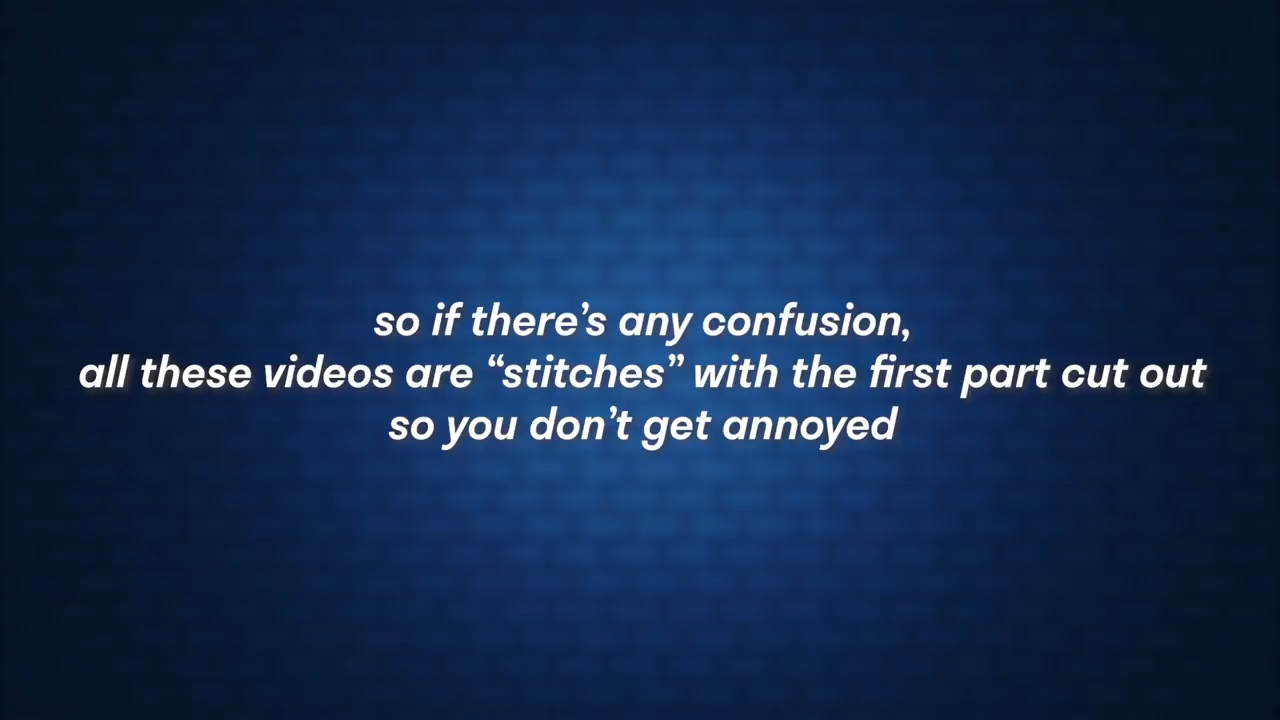 so if there’s any confusion,
all these videos are “stitches” with the first part cut out
so you don’t get annoyed